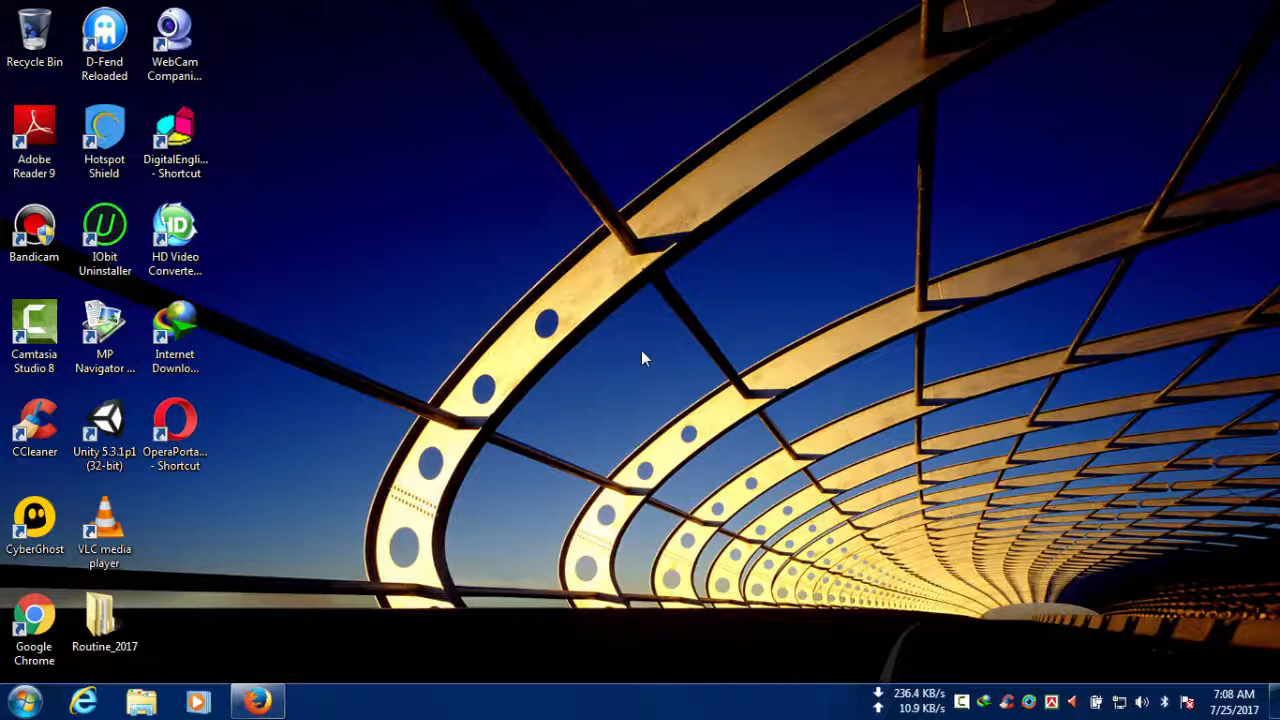 Recycle Bin
D-Fend
Reloaded
WebCam
Compani...
Adobe
Reader 9
Hotspot
Shield
DigitalEngli...
- Shortcut
Bandicam
IObit
Uninstaller
HD
HD Video
Converte...
Camtasia
Studio 8
MP
Navigator ...
Internet
Downlo...
CCleaner
Unity 5.3.1p1
(32-bit)
OperaPorta...
- Shortcut
CyberGhost
VLC media
player
Google
Chrome
Routine_2017
236.4 KB/s
10.9 KB/s
7:08 AM
7/25/2017